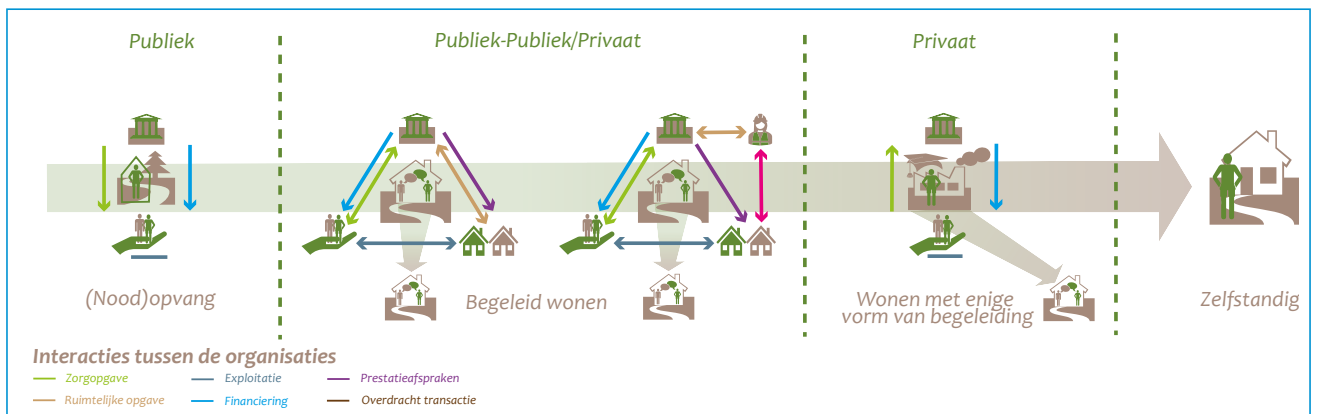 Publiek
Publiek-Publiek/Privaat
Privaat
(Nood)opvang
Begeleid wonen
Wonen met enige
vorm van begeleiding
Zelfstandig
Interacties tussen de organisaties
Zorgopgave
Exploitatie
Prestatieafspraken
Ruimtelijke opgave
Financiering
Overdracht transactie